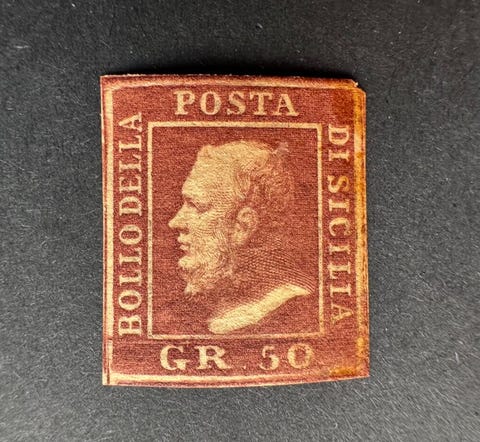 BOLLO DELLA
POSTA
DI SICILIA
GR 50